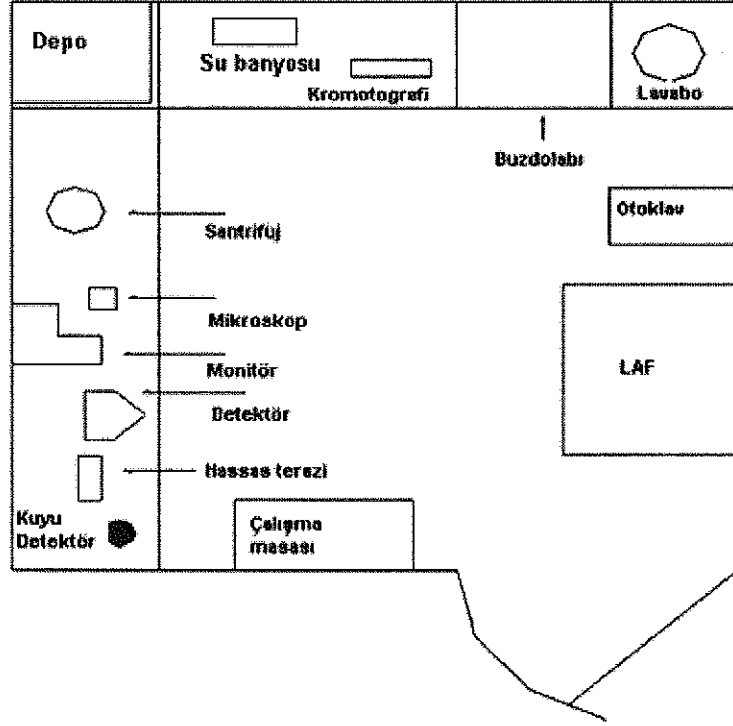 Depo
Su banyosu
Kromotografi
Lavabo
Buzdolabı
Otoklav
Santrifüj
Mikroskop
LAF
Monitör
Detektör
Hassas terazi
Kuyu
Detektör
Çalışma
masası